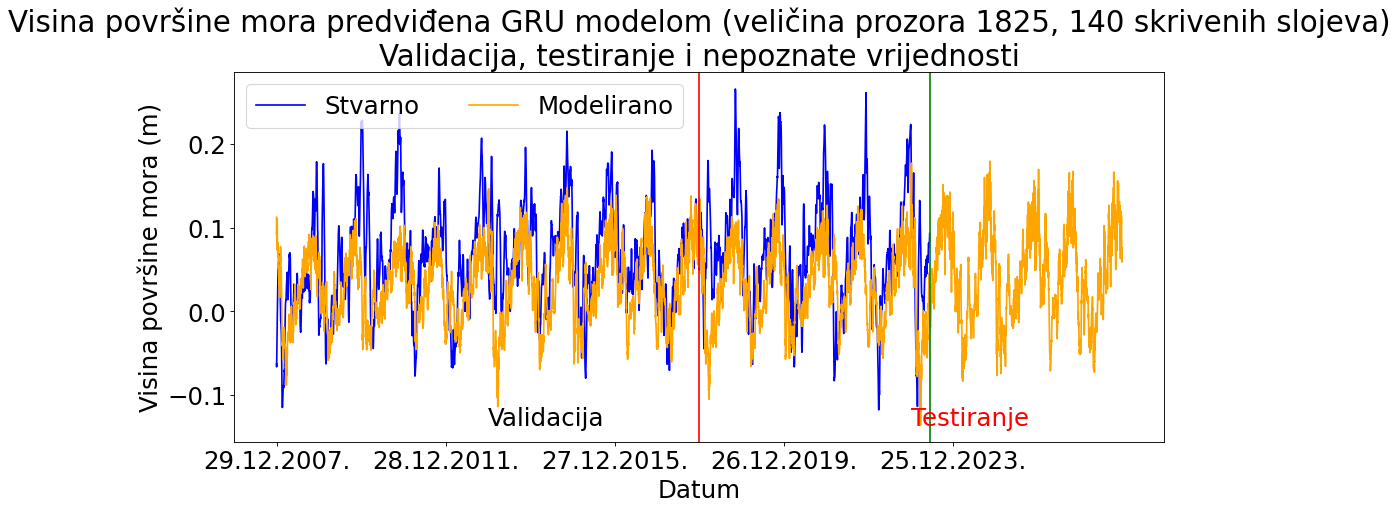 Visina površine mora predviđena GRU modelom (veličina prozora 1825, 140 skrivenih slojeva)
Validacija, testiranje i nepoznate vrijednosti
Stvarno
Modelirano
Visina površine mora (m)
0.2
0.1
0.0
−0.1
Validacija
Testiranje
29.12.2007.
28.12.2011.
27.12.2015.
26.12.2019.
25.12.2023.
Datum